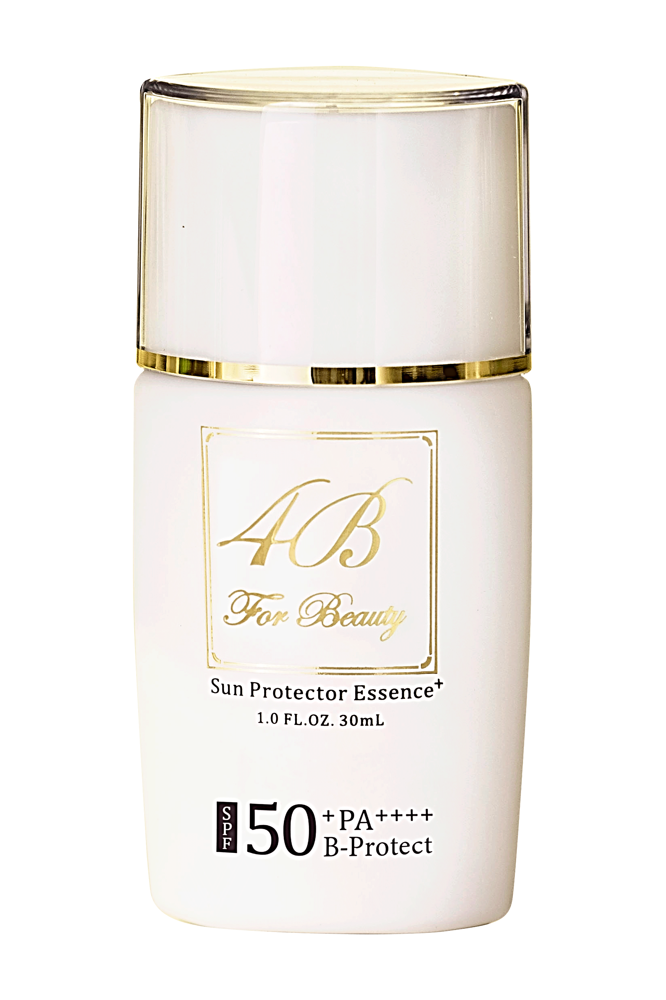 4B
For Beauty
Sun Protector Essence+
1.0 FL.OZ. 30mL
SPF 50+PA++++
B-Protect